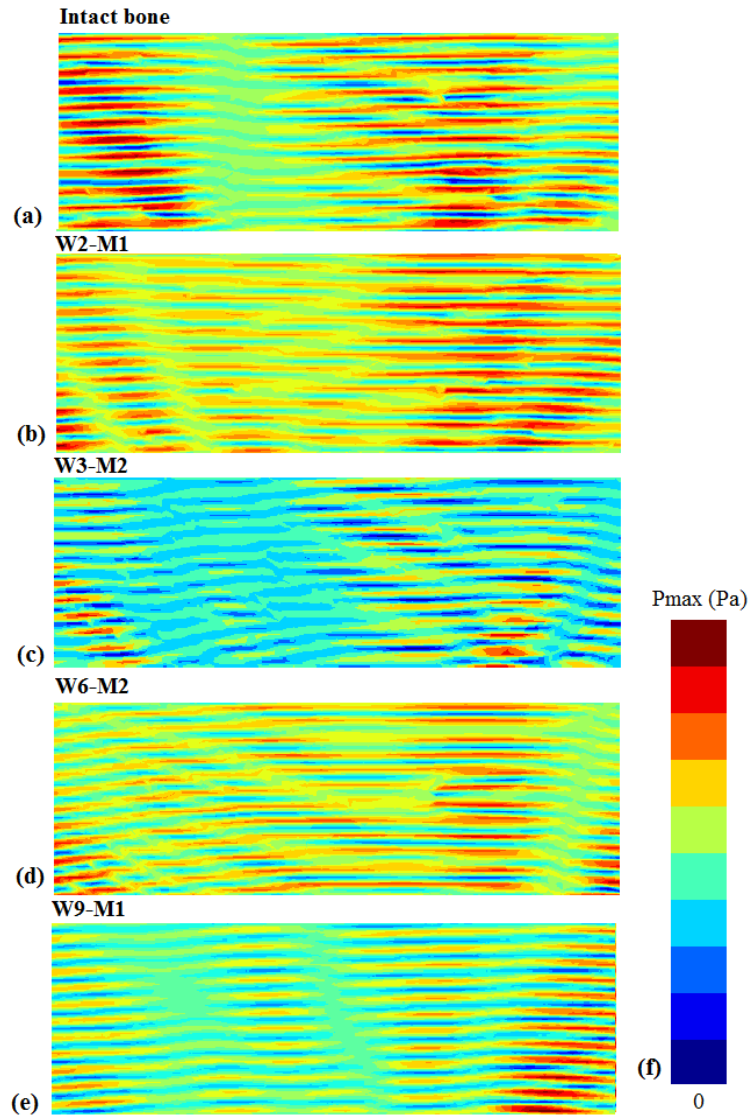 Intact bone
(a)
W2-M1
(b)
W3-M2
(c)
Pmax (Pa)
W6-M2
(d)
W9-M1
(e)
(f)
0